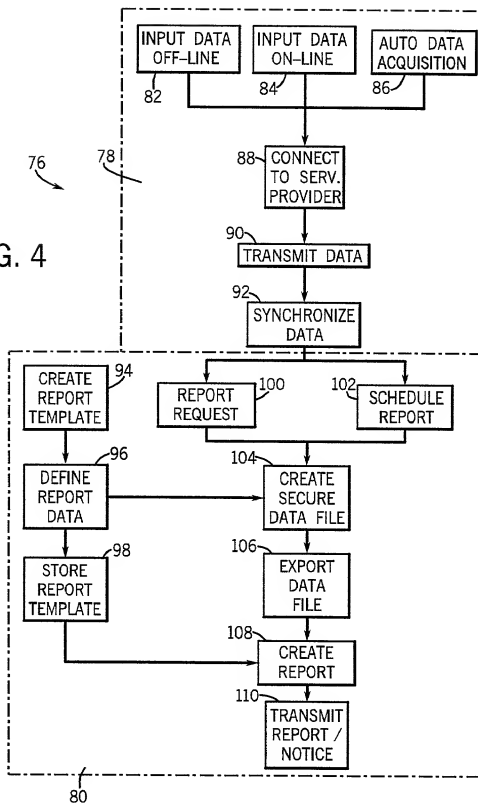 INPUT DATA
OFF-LINE
82
INPUT DATA
ON-LINE
84
AUTO DATA
ACQUISITION
86
76
78
88
CONNECT
TO SERV.
PROVIDER
G. 4
90
TRANSMIT DATA
92
SYNCHRONIZE
DATA
94
CREATE
REPORT
TEMPLATE
100
REPORT
REQUEST
102
SCHEDULE
REPORT
96
DEFINE
REPORT
DATA
104
CREATE
SECURE
DATA FILE
98
STORE
REPORT
TEMPLATE
106
EXPORT
DATA
FILE
108
CREATE
REPORT
110
TRANSMIT
REPORT /
NOTICE
80